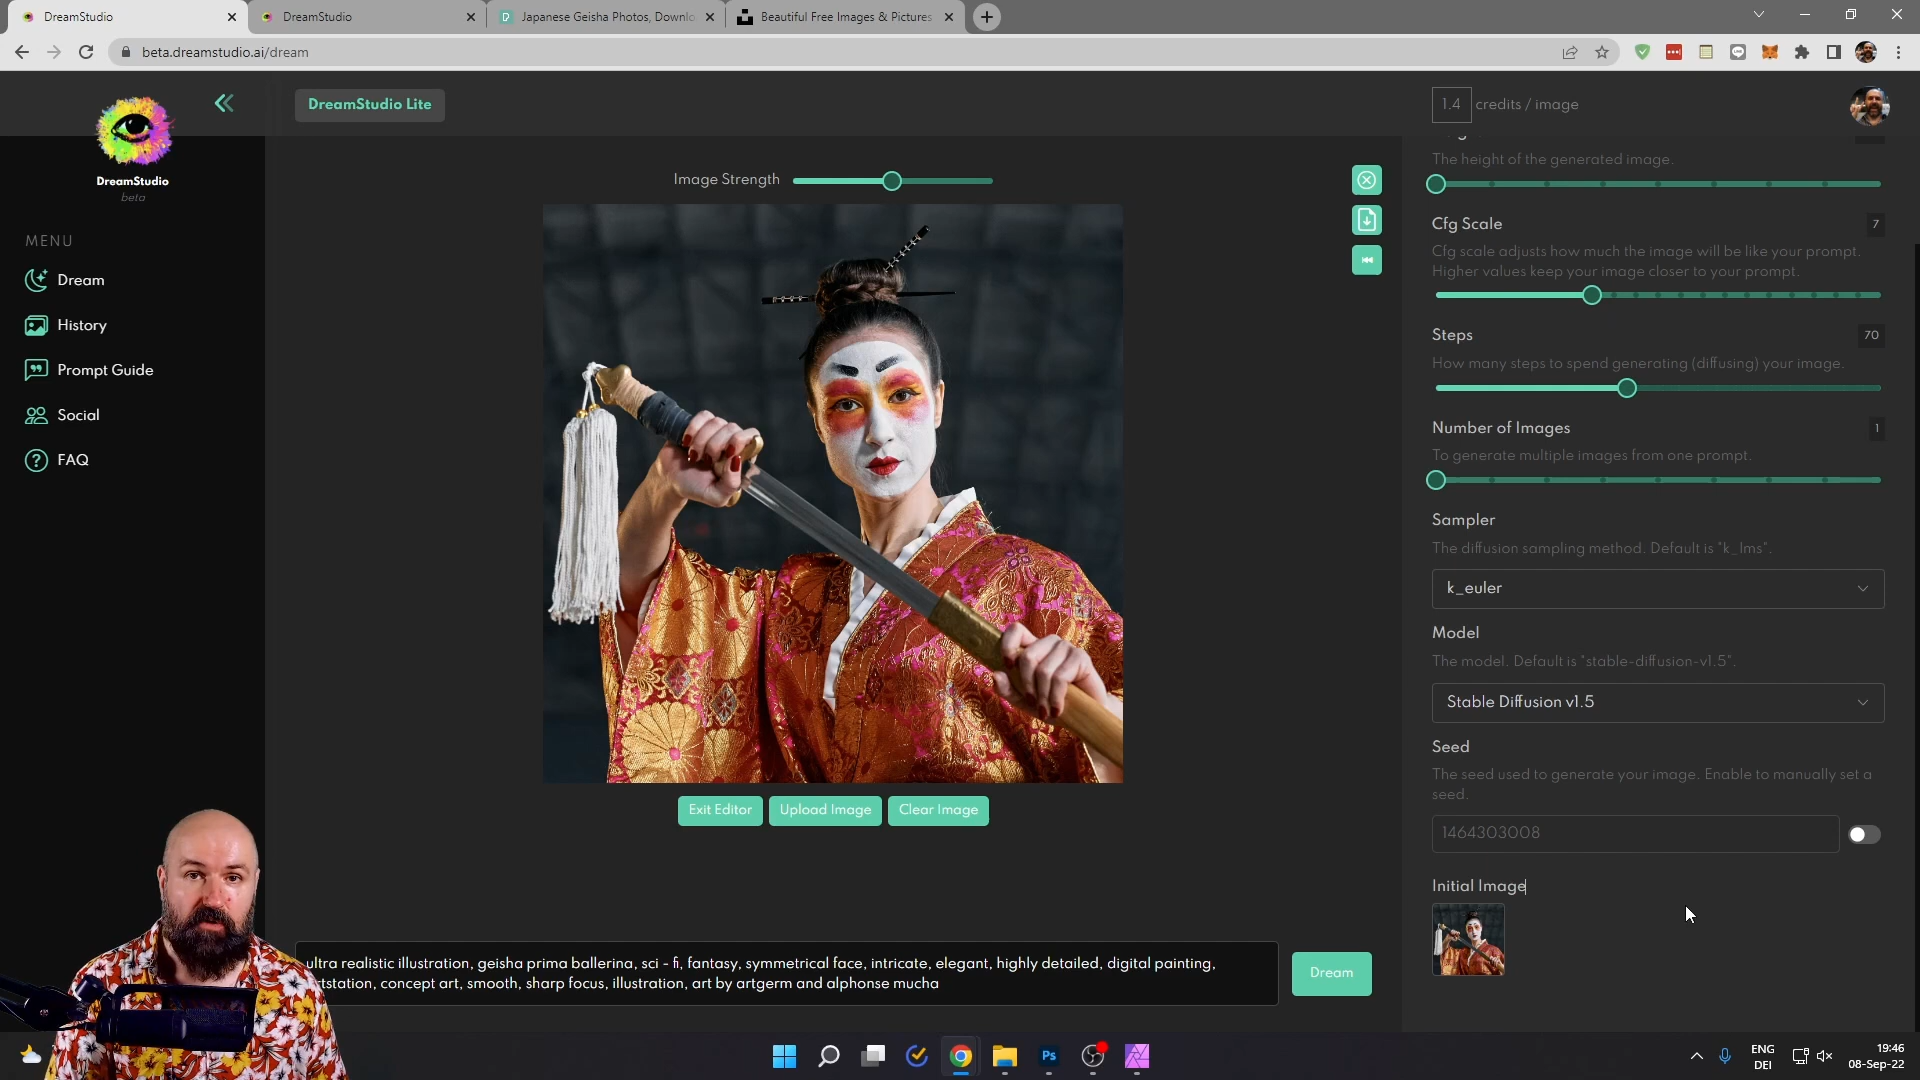 DreamStudio
DreamStudio
Japanese Geisha Photos, Downlo
Beautiful Free Images & Pictures
beta.dreamstudio.ai/dream
DreamStudio
beta
DreamStudio Lite
1.4 credits / image
MENU
Dream
History
Prompt Guide
Social
FAQ
Image Strength
Exit Editor
Upload Image
Clear Image
ultra realistic illustration, geisha prima ballerina, sci - fi, fantasy, symmetrical face, intricate, elegant, highly detailed, digital painting,
tstation, concept art, smooth, sharp focus, illustration, art by artgerm and alphonse mucha
Dream
The height of the generated image.
Cfg Scale
7
Cfg scale adjusts how much the image will be like your prompt.
Higher values keep your image closer to your prompt.
Steps
70
How many steps to spend generating (diffusing) your image.
Number of Images
1
To generate multiple images from one prompt.
Sampler
The diffusion sampling method. Default is "k_lms".
k_euler
Model
The model. Default is "stable-diffusion-v1.5".
Stable Diffusion v1.5
Seed
The seed used to generate your image. Enable to manually set a
seed.
1464303008
Initial Image
Ps
ENG
DEI
19:46
08-Sep-22